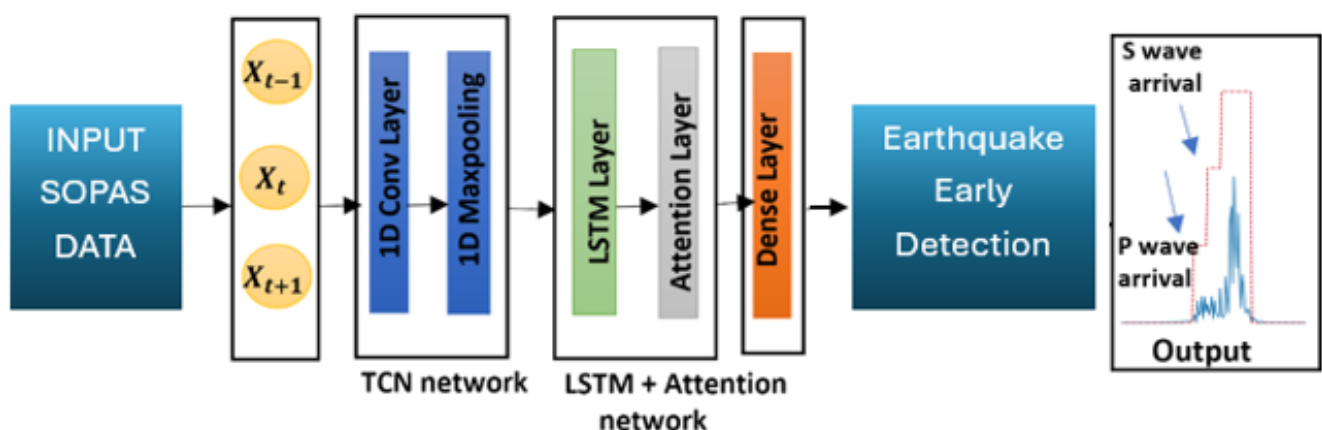 INPUT
SOPAS
DATA
X_{t-1}
X_t
X_{t+1}
1D Conv Layer
1D Maxpooling
TCN network
LSTM Layer
Attention Layer
LSTM + Attention
network
Dense Layer
Earthquake
Early
Detection
S wave
arrival
P wave
arrival
Output